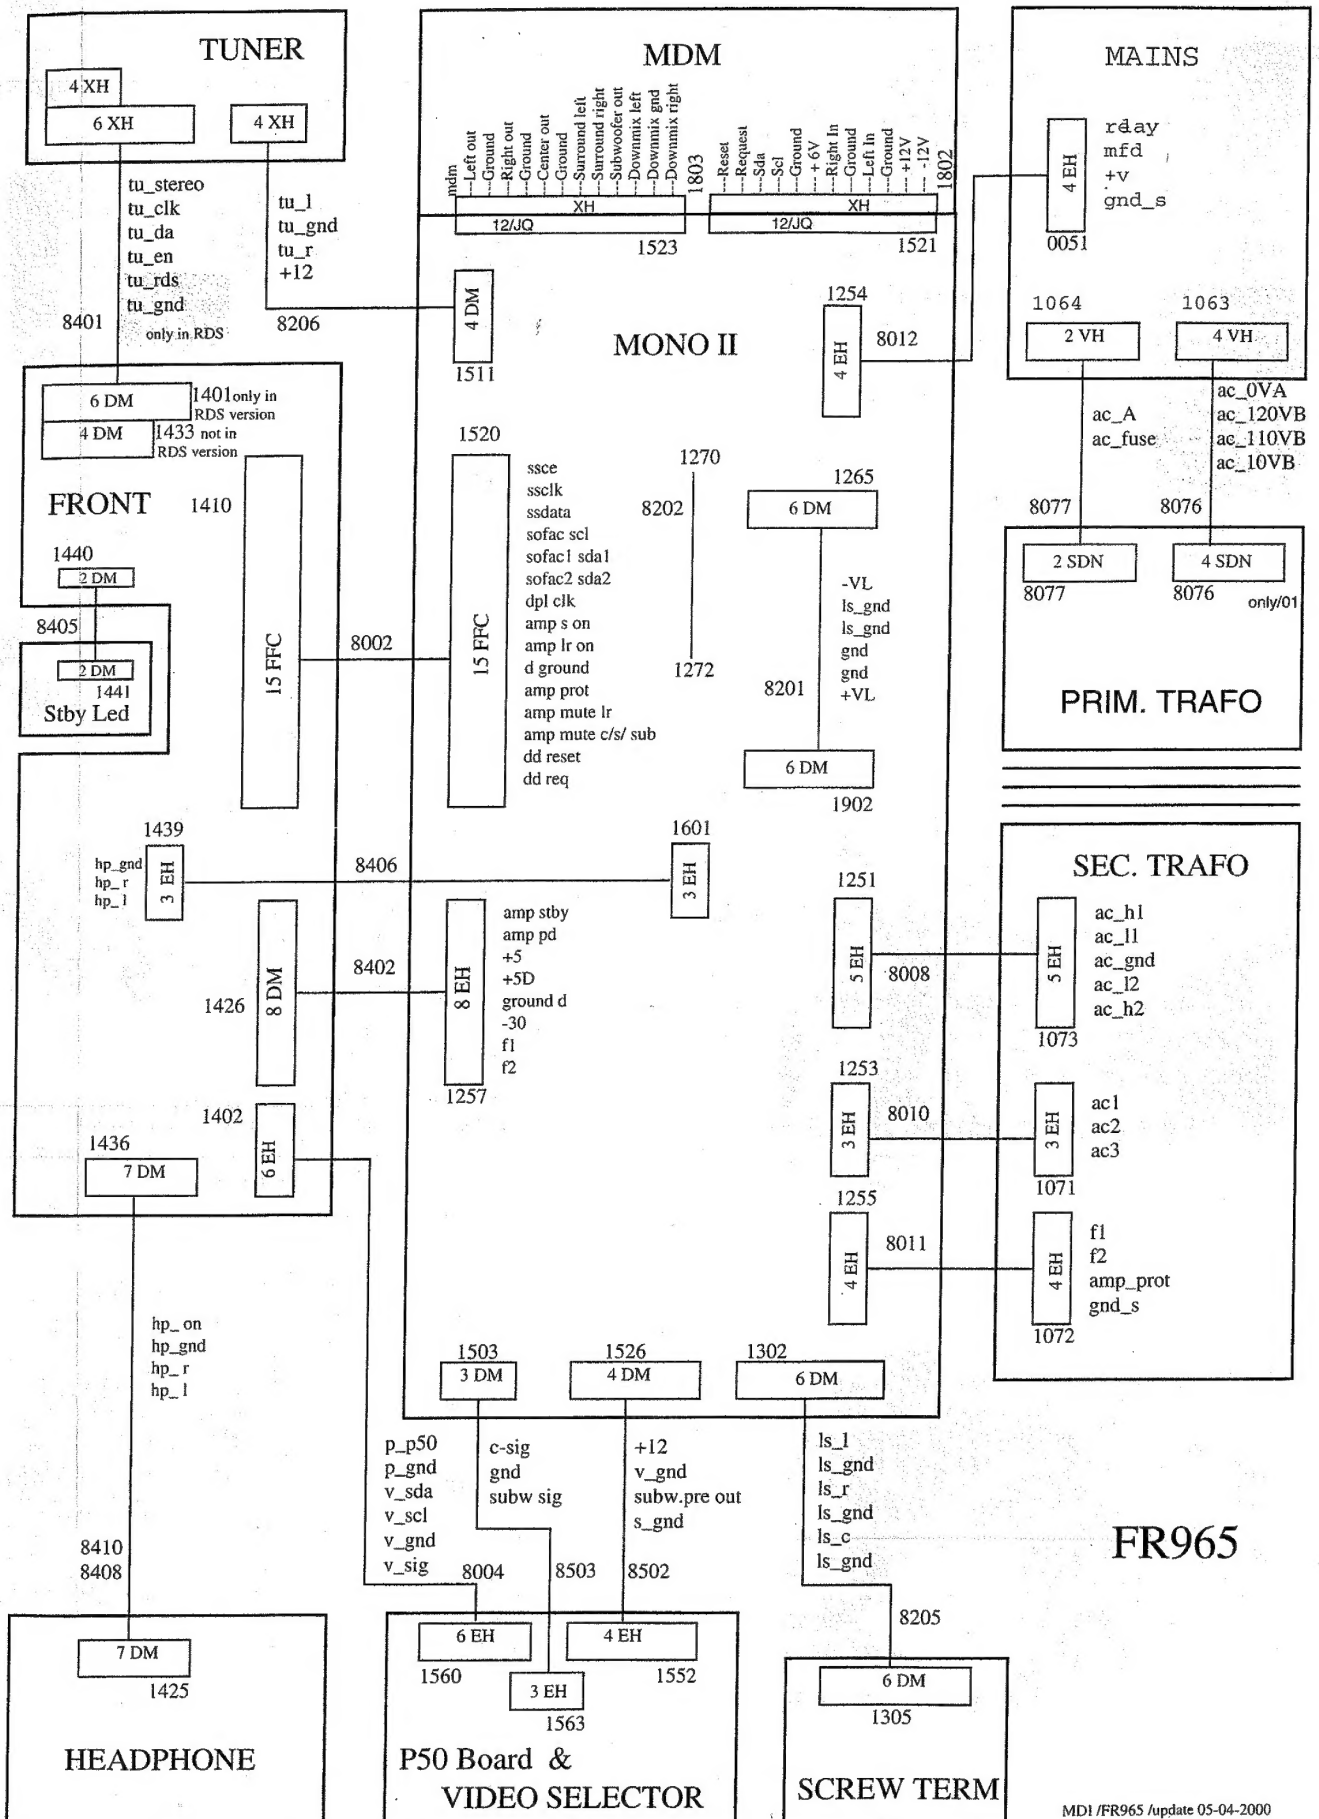 TUNER
4 XH
6 XH
4 XH
tu_stereo
tu_clk
tu_da
tu_en
tu_rds
tu_gnd
only in RDS
8401
tu_l
tu_gnd
tu_r
+12
8206
MDM
mdm
Left out
Ground
Right out
Ground
Center out
Ground
Surround left
Surround right
Subwoofer out
Downmix left
Downmix gnd
Downmix right
1803
XH
12/JQ
1523
Reset
Request
Sda
Scl
Ground
+ 6V
Right In
Ground
Left In
Ground
+12V
-12V
1802
XH
12/JQ
1521
MAINS
4 EH
0051
rday
mfd
+v
gnd_s
1064
2 VH
1063
4 VH
ac_A
ac_fuse
ac_0VA
ac_120VB
ac_110VB
ac_10VB
8077
8076
2 SDN
8077
4 SDN
8076
only/01
PRIM. TRAFO
MONO II
4 DM
1511
1254
4 EH
8012
6 DM
1401 only in
RDS version
4 DM
1433 not in
RDS version
FRONT
1410
15 FFC
1440
2 DM
8405
2 DM
1441
Stby Led
8002
1520
15 FFC
ssce
ssclk
ssdata
sofac scl
sofac1 sda1
sofac2 sda2
dpl clk
amp s on
amp lr on
d ground
amp prot
amp mute lr
amp mute c/s/ sub
dd reset
dd req
1270
8202
1272
1265
6 DM
-VL
ls_gnd
ls_gnd
gnd
gnd
+VL
8201
6 DM
1902
1439
hp_gnd
hp_ r
hp_ l
3 EH
8406
1601
3 EH
1426
8 DM
8402
8 EH
1257
amp stby
amp pd
+5
+5D
ground d
-30
f1
f2
SEC. TRAFO
1251
5 EH
8008
5 EH
1073
ac_h1
ac_l1
ac_gnd
ac_l2
ac_h2
1253
3 EH
8010
3 EH
1071
ac1
ac2
ac3
1255
4 EH
8011
4 EH
1072
f1
f2
amp_prot
gnd_s
1402
6 EH
1436
7 DM
hp_ on
hp_gnd
hp_ r
hp_ l
8410
8408
1503
3 DM
1526
4 DM
1302
6 DM
p_p50
p_gnd
v_sda
v_scl
v_gnd
v_sig
8004
c-sig
gnd
subw sig
8503
+12
v_gnd
subw.pre out
s_gnd
8502
ls_l
ls_gnd
ls_r
ls_gnd
ls_c
ls_gnd
8205
FR965
7 DM
1425
HEADPHONE
6 EH
1560
3 EH
1563
4 EH
1552
P50 Board &
VIDEO SELECTOR
6 DM
1305
SCREW TERM
MD1 /FR965 /update 05-04-2000